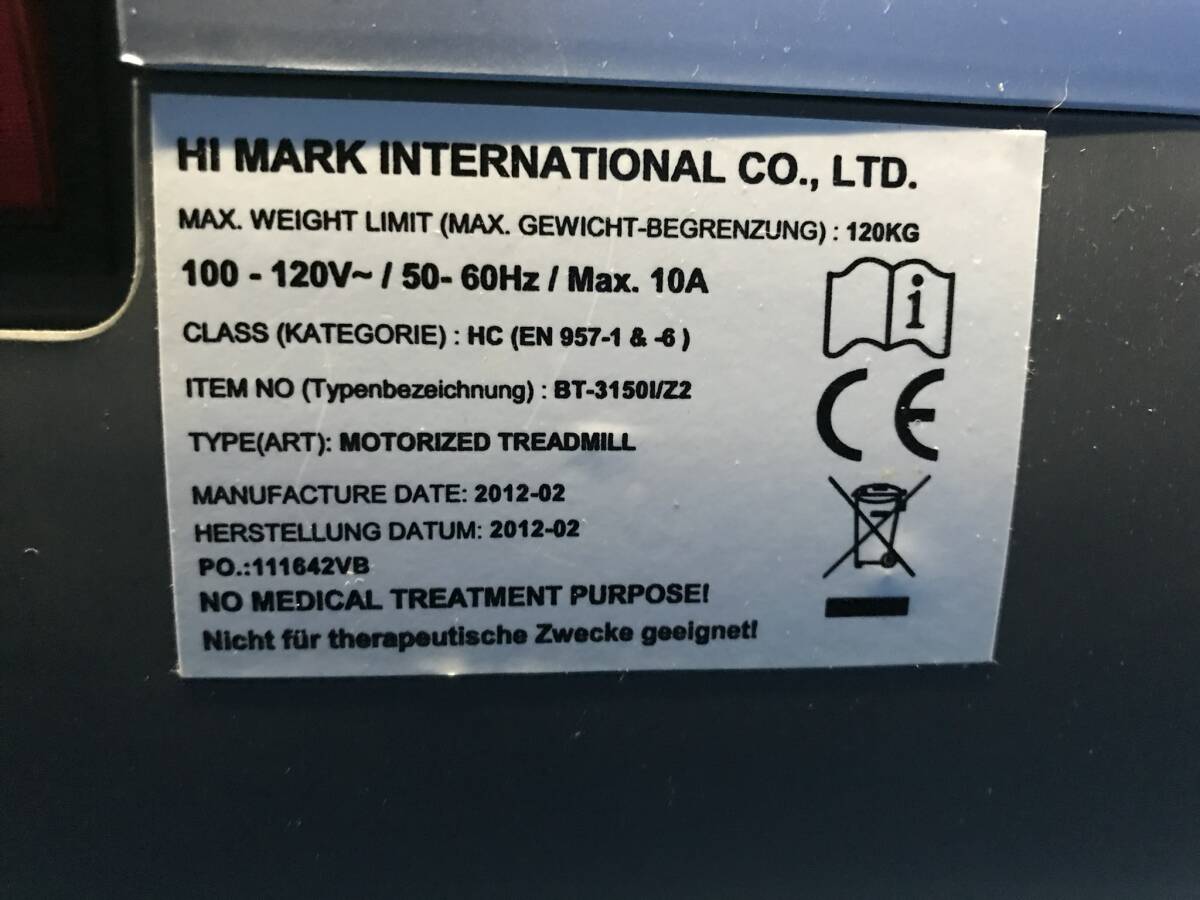 HI MARK INTERNATIONAL CO., LTD.
MAX. WEIGHT LIMIT (MAX. GEWICHT-BEGRENZUNG) : 120KG
100 - 120V~ / 50- 60Hz / Max. 10A
CLASS (KATEGORIE) : HC (EN 957-1 & -6 )
ITEM NO (Typenbezeichnung) : BT-3150I/Z2
TYPE(ART): MOTORIZED TREADMILL
MANUFACTURE DATE: 2012-02
HERSTELLUNG DATUM: 2012-02
PO.:111642VB
NO MEDICAL TREATMENT PURPOSE!
Nicht für therapeutische Zwecke geeignet!
i
CE